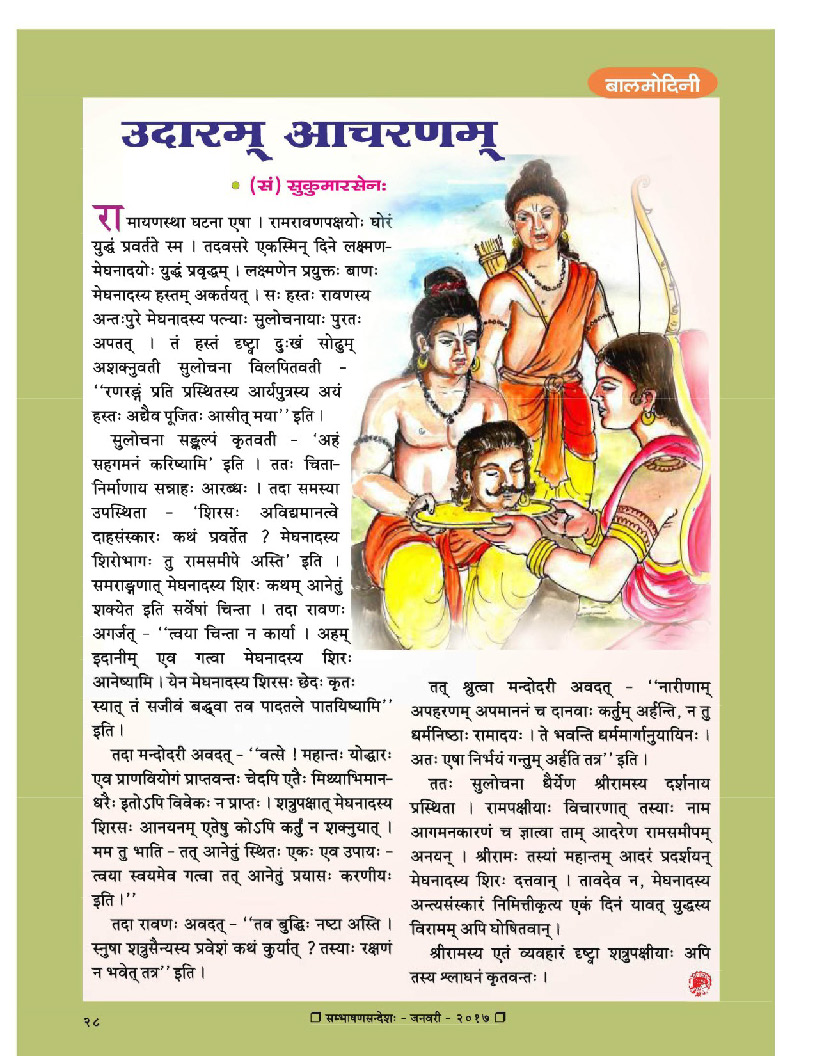 बालमोदिनी
उदारम् आचरणम्
(सं) सुकुमारसेनः
रामायणस्था घटना एषा । रामरावणपक्षयोः घोरं
युद्धं प्रवर्तते स्म । तदवसरे एकस्मिन् दिने लक्ष्मण-
मेघनादयोः युद्धं प्रवृद्धम् । लक्ष्मणेन प्रयुक्तः बाणः
मेघनादस्य हस्तम् अकर्तयत् । सः हस्तः रावणस्य
अन्तःपुरे मेघनादस्य पत्न्याः सुलोचनायाः पुरतः
अपतत् । तं हस्तं दृष्ट्वा दुःखं सोढुम्
अशक्नुवती सुलोचना विलपितवती -
‘‘रणरङ्गं प्रति प्रस्थितस्य आर्यपुत्रस्य अयं
हस्तः अद्यैव पूजितः आसीत् मया’’ इति ।
सुलोचना सङ्कल्पं कृतवती - ‘अहं
सहगमनं करिष्यामि’ इति । ततः चिता-
निर्माणाय सन्नाहः आरब्धः । तदा समस्या
उपस्थिता - ‘शिरसः अविद्यमानत्वे
दाहसंस्कारः कथं प्रवर्तेत ? मेघनादस्य
शिरोभागः तु रामसमीपे अस्ति’ इति ।
समराङ्गणात् मेघनादस्य शिरः कथम् आनेतुं
शक्येत इति सर्वेषां चिन्ता । तदा रावणः
अगर्जत् - ‘‘त्वया चिन्ता न कार्या । अहम्
इदानीम् एव गत्वा मेघनादस्य शिरः
आनेष्यामि । येन मेघनादस्य शिरसः छेदः कृतः
स्यात् तं सजीवं बद्ध्वा तव पादतले पातयिष्यामि’’
इति ।
तदा मन्दोदरी अवदत् - ‘‘वत्से ! महान्तः योद्धारः
एव प्राणवियोगं प्राप्तवन्तः चेदपि एतैः मिथ्याभिमान-
धरैः इतोऽपि विवेकः न प्राप्तः । शत्रुपक्षात् मेघनादस्य
शिरसः आनयनम् एतेषु कोऽपि कर्तुं न शक्नुयात् ।
मम तु भाति - तत् आनेतुं स्थितः एकः एव उपायः -
त्वया स्वयमेव गत्वा तत् आनेतुं प्रयासः करणीयः
इति ।’’
तदा रावणः अवदत् - ‘‘तव बुद्धिः नष्टा अस्ति ।
स्नुषा शत्रुसैन्यस्य प्रवेशं कथं कुर्यात् ? तस्याः रक्षणं
न भवेत् तत्र’’ इति ।
तत् श्रुत्वा मन्दोदरी अवदत् - ‘‘नारीणाम्
अपहरणम् अपमाननं च दानवाः कर्तुम् अर्हन्ति, न तु
धर्मनिष्ठाः रामादयः । ते भवन्ति धर्ममार्गानुयायिनः ।
अतः एषा निर्भयं गन्तुम् अर्हति तत्र’’ इति ।
ततः सुलोचना धैर्येण श्रीरामस्य दर्शनाय
प्रस्थिता । रामपक्षीयाः विचारणात् तस्याः नाम
आगमनकारणं च ज्ञात्वा ताम् आदरेण रामसमीपम्
अनयन् । श्रीरामः तस्यां महान्तम् आदरं प्रदर्शयन्
मेघनादस्य शिरः दत्तवान् । तावदेव न, मेघनादस्य
अन्त्यसंस्कारं निमित्तीकृत्य एकं दिनं यावत् युद्धस्य
विरामम् अपि घोषितवान् ।
श्रीरामस्य एतं व्यवहारं दृष्ट्वा शत्रुपक्षीयाः अपि
तस्य श्लाघनं कृतवन्तः ।
२८
❐ सम्भाषणसन्देशः - जनवरी - २०१७ ❐